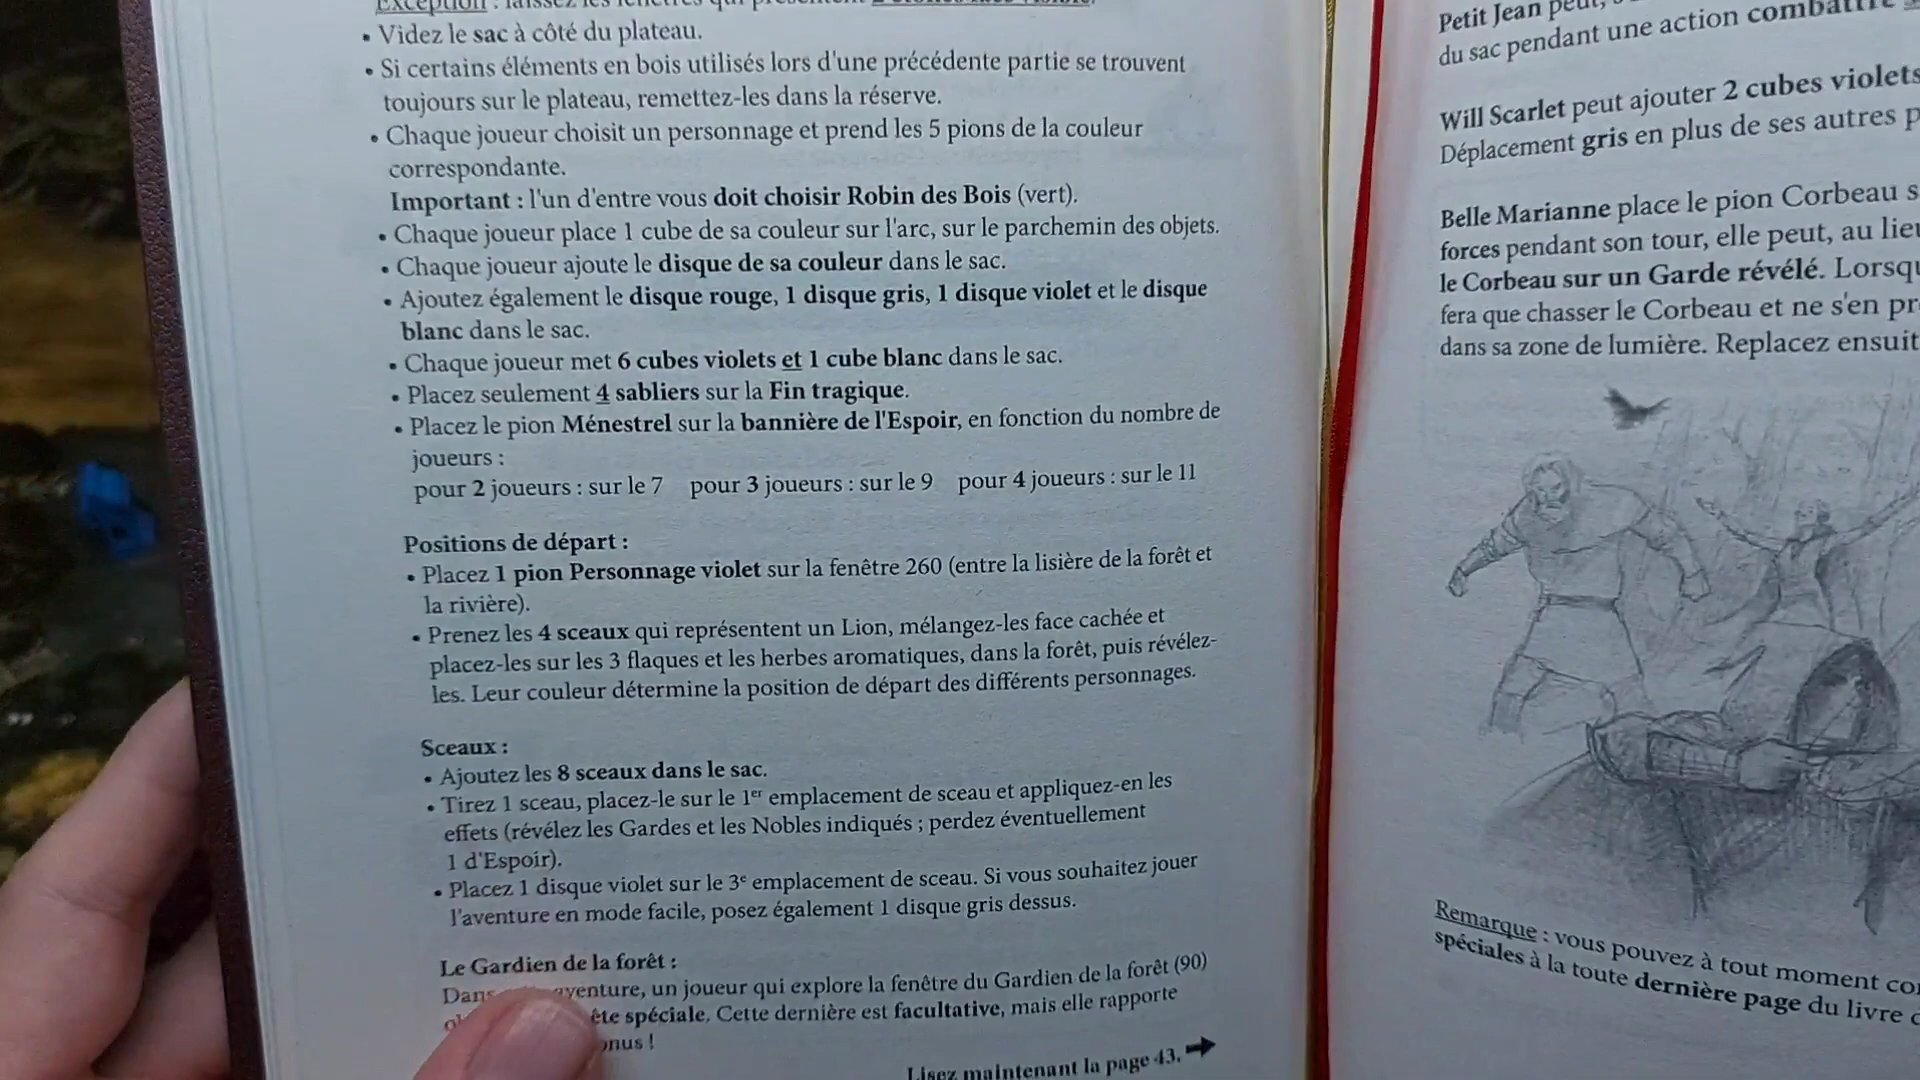 Exception : laissez les fenêtres qui présentent 2 étoiles face visible.
• Videz le sac à côté du plateau.
• Si certains éléments en bois utilisés lors d'une précédente partie se trouvent
toujours sur le plateau, remettez-les dans la réserve.
• Chaque joueur choisit un personnage et prend les 5 pions de la couleur
correspondante.
Important : l'un d'entre vous doit choisir Robin des Bois (vert).
• Chaque joueur place 1 cube de sa couleur sur l'arc, sur le parchemin des objets.
• Chaque joueur ajoute le disque de sa couleur dans le sac.
• Ajoutez également le disque rouge, 1 disque gris, 1 disque violet et le disque
blanc dans le sac.
• Chaque joueur met 6 cubes violets et 1 cube blanc dans le sac.
• Placez seulement 4 sabliers sur la Fin tragique.
• Placez le pion Ménestrel sur la bannière de l'Espoir, en fonction du nombre de
joueurs :
pour 2 joueurs : sur le 7 pour 3 joueurs : sur le 9 pour 4 joueurs : sur le 11
Positions de départ :
• Placez 1 pion Personnage violet sur la fenêtre 260 (entre la lisière de la forêt et
la rivière).
• Prenez les 4 sceaux qui représentent un Lion, mélangez-les face cachée et
placez-les sur les 3 flaques et les herbes aromatiques, dans la forêt, puis révélez-
les. Leur couleur détermine la position de départ des différents personnages.
Sceaux :
• Ajoutez les 8 sceaux dans le sac.
• Tirez 1 sceau, placez-le sur le 1er emplacement de sceau et appliquez-en les
effets (révélez les Gardes et les Nobles indiqués ; perdez éventuellement
1 d'Espoir).
• Placez 1 disque violet sur le 3e emplacement de sceau. Si vous souhaitez jouer
l'aventure en mode facile, posez également 1 disque gris dessus.
Le Gardien de la forêt :
Dans aventure, un joueur qui explore la fenêtre du Gardien de la forêt (90)
spéciale. Cette dernière est facultative, mais elle rapporte
Lisez maintenant la page 43.
Petit Jean peut,
du sac pendant une action combattre
Will Scarlet peut ajouter 2 cubes violets
Déplacement gris en plus de ses autres
Belle Marianne place le pion Corbeau
forces pendant son tour, elle peut, au
le Corbeau sur un Garde révélé.
fera que chasser le Corbeau et ne s'en
dans sa zone de lumière. Replacez ensuite
Remarque : vous pouvez à tout moment
spéciales à la toute dernière page du livre